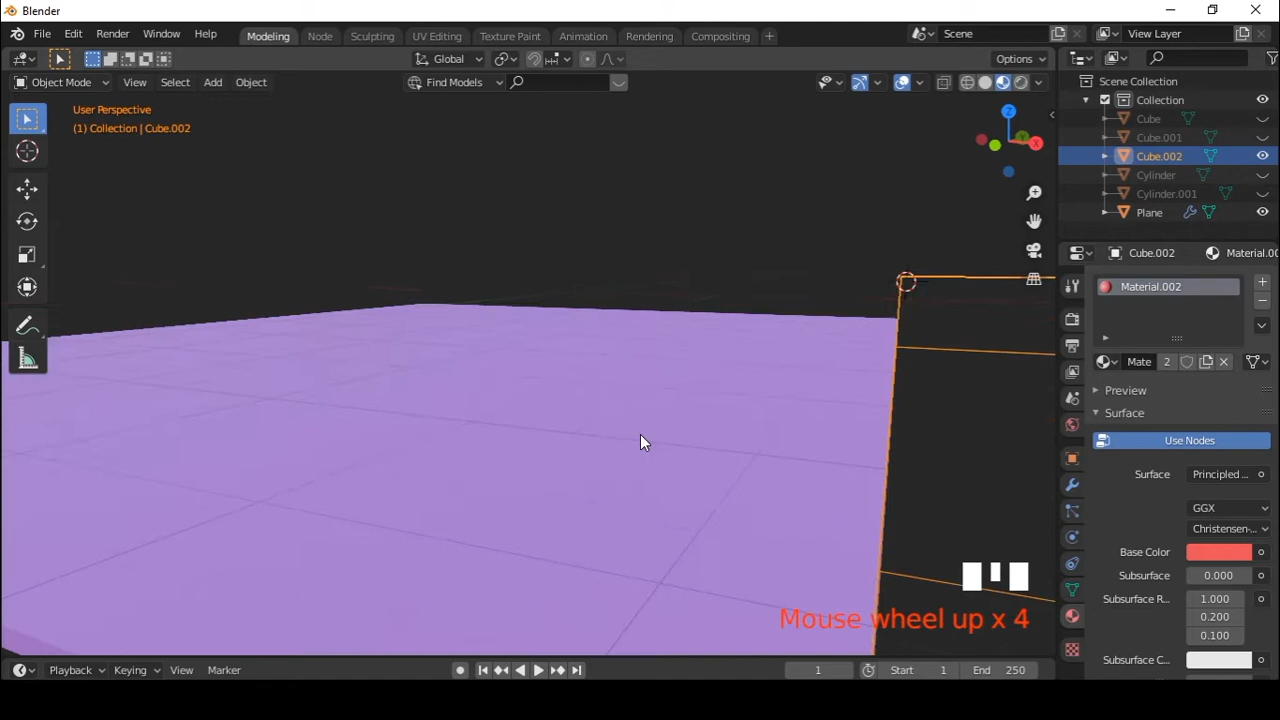 Blender
File Edit Render Window Help
Modeling Node Sculpting UV Editing Texture Paint Animation Rendering Compositing +
Scene
View Layer
Global
Options
Object Mode View Select Add Object
Find Models
User Perspective
(1) Collection | Cube.002
Z
X
Scene Collection
Collection
Cube
Cube.001
Cube.002
Cylinder
Cylinder.001
Plane
Cube.002 Material.00
Material.002
Mate 2
Preview
Surface
Use Nodes
Surface Principled ...
GGX
Christensen-...
Base Color
Subsurface 0.000
Subsurface R... 1.000
0.200
0.100
Subsurface C...
Mouse wheel up x 4
Playback Keying View Marker
1 Start 1 End 250